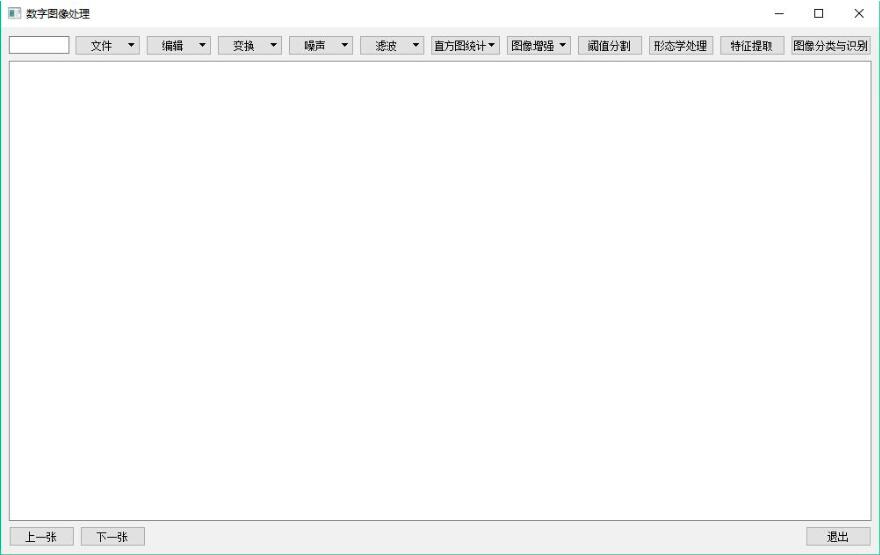 数字图像处理
文件 编辑 变换 噪声 滤波 直方图统计 图像增强 阈值分割 形态学处理 特征提取 图像分类与识别
上一张 下一张 退出